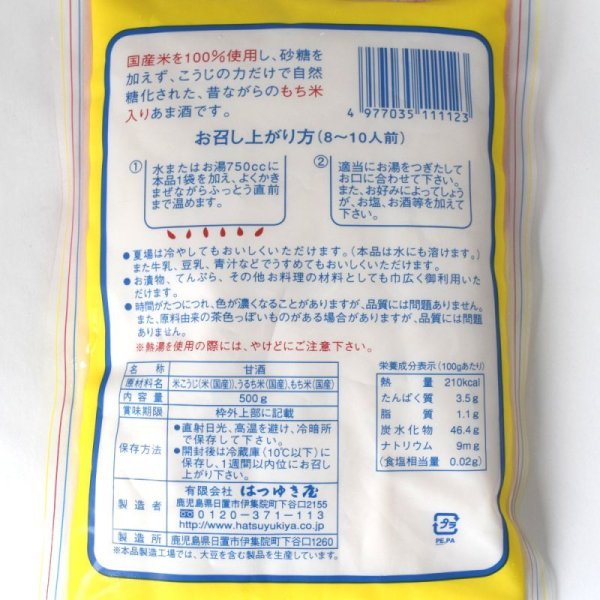 国産米を100%使用し、砂糖を
加えず、こうじの力だけで自然
糖化された、昔ながらのもち米
入りあま酒です。
4 977035 111123
お召し上がり方(8〜10人前)
① 水またはお湯750ccに
本品1袋を加え、よくかき
まぜながらふっとう直前
まで温めます。
② 適当にお湯をつぎたして
お口に合わせて下さい。
また、お好みによってしょう
が、お塩、お酒等を加えて
下さい。
●夏場は冷やしてもおいしくいただけます。(本品は水にも溶けます。)
また牛乳、豆乳、青汁などでうすめてもおいしくいただけます。
●お漬物、てんぷら、その他お料理の材料としても巾広く御利用いた
だけます。
●時間がたつにつれ、色が濃くなることがありますが、品質には問題ありません。
また、原料由来の茶色っぽいものがある場合がありますが、品質には問題
ありません。
※熱湯を使用の際には、やけどにご注意下さい。
名称 甘酒
原材料名 米こうじ(米(国産))、うるち米(国産)、もち米(国産)
内容量 500g
賞味期限 枠外上部に記載
保存方法 ●直射日光、高温を避け、冷暗所
で保存して下さい。
●開封後は冷蔵庫(10℃以下)に
保存し、1週間以内位にお召し
上がり下さい。
製造者 有限会社 はつゆき屋
鹿児島県日置市伊集院町下谷口2155
0120-371-113
http://www.hatsuyukiya.co.jp
製造所 鹿児島県日置市伊集院町下谷口1260
※本品製造工場では、大豆を含む製品を生産しています。
栄養成分表示(100gあたり)
熱量 210kcal
たんぱく質 3.5g
脂質 1.1g
炭水化物 46.4g
ナトリウム 9mg
(食塩相当量 0.02g)
プラ
PE,PA